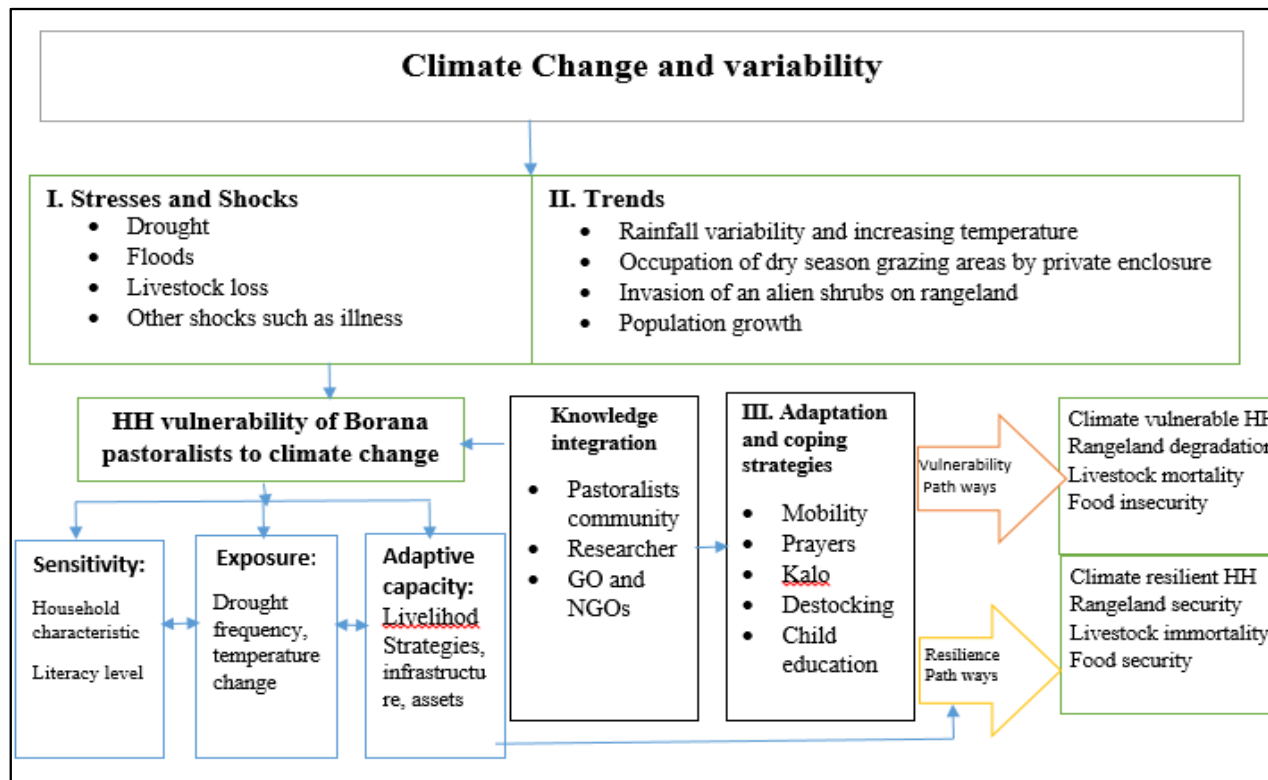 Climate Change and variability
I. Stresses and Shocks
• Drought
• Floods
• Livestock loss
• Other shocks such as illness
II. Trends
• Rainfall variability and increasing temperature
• Occupation of dry season grazing areas by private enclosure
• Invasion of an alien shrubs on rangeland
• Population growth
HH vulnerability of Borana
pastoralists to climate change
Knowledge
integration
• Pastoralists
community
• Researcher
• GO and
NGOs
III. Adaptation
and coping
strategies
• Mobility
• Prayers
• Kalo
• Destocking
• Child
education
Vulnerability
Path ways
Climate vulnerable HH
Rangeland degradation
Livestock mortality
Food insecurity
Sensitivity:
Household
characteristic
Literacy level
Exposure:
Drought
frequency,
temperature
change
Adaptive
capacity:
Livelihod
Strategies,
infrastructu
re, assets
Resilience
Path ways
Climate resilient HH
Rangeland security
Livestock immortality
Food security